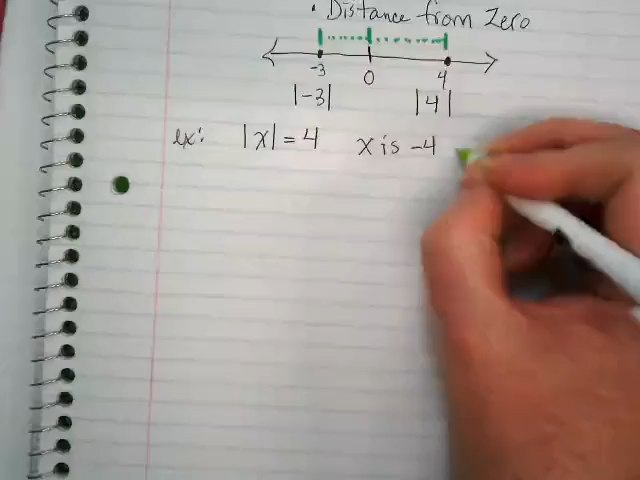 • Distance from Zero
-3 0 4
|-3| |4|
ex: |x| = 4 x is -4